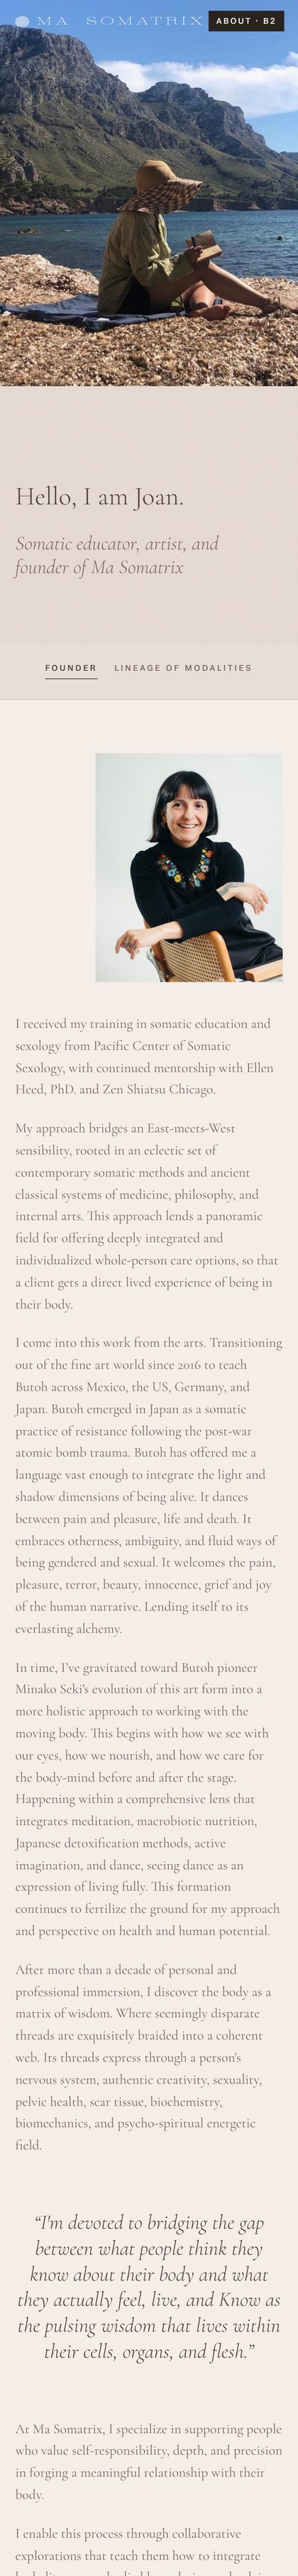 MA SOMATRIX
ABOUT · B2
Hello, I am Joan.
Somatic educator, artist, and
founder of Ma Somatrix
FOUNDER
LINEAGE OF MODALITIES
I received my training in somatic education and
sexology from Pacific Center of Somatic
Sexology, with continued mentorship with Ellen
Heed, PhD. and Zen Shiatsu Chicago.
My approach bridges an East-meets-West
sensibility, rooted in an eclectic set of
contemporary somatic methods and ancient
classical systems of medicine, philosophy, and
internal arts. This approach lends a panoramic
field for offering deeply integrated and
individualized whole-person care options, so that
a client gets a direct lived experience of being in
their body.
I come into this work from the arts. Transitioning
out of the fine art world since 2016 to teach
Butoh across Mexico, the US, Germany, and
Japan. Butoh emerged in Japan as a somatic
practice of resistance following the post-war
atomic bomb trauma. Butoh has offered me a
language vast enough to integrate the light and
shadow dimensions of being alive. It dances
between pain and pleasure, life and death. It
embraces otherness, ambiguity, and fluid ways of
being gendered and sexual. It welcomes the pain,
pleasure, terror, beauty, innocence, grief and joy
of the human narrative. Lending itself to its
everlasting alchemy.
In time, I've gravitated toward Butoh pioneer
Minako Seki's evolution of this art form into a
more holistic approach to working with the
moving body. This begins with how we see with
our eyes, how we nourish, and how we care for
the body-mind before and after the stage.
Happening within a comprehensive lens that
integrates meditation, macrobiotic nutrition,
Japanese detoxification methods, active
imagination, and dance, seeing dance as an
expression of living fully. This formation
continues to fertilize the ground for my approach
and perspective on health and human potential.
After more than a decade of personal and
professional immersion, I discover the body as a
matrix of wisdom. Where seemingly disparate
threads are exquisitely braided into a coherent
web. Its threads express through a person's
nervous system, authentic creativity, sexuality,
pelvic health, scar tissue, biochemistry,
biomechanics, and psycho-spiritual energetic
field.
“I'm devoted to bridging the gap
between what people think they
know about their body and what
they actually feel, live, and Know as
the pulsing wisdom that lives within
their cells, organs, and flesh.”
At Ma Somatrix, I specialize in supporting people
who value self-responsibility, depth, and precision
in forging a meaningful relationship with their
body.
I enable this process through collaborative
explorations that teach them how to integrate